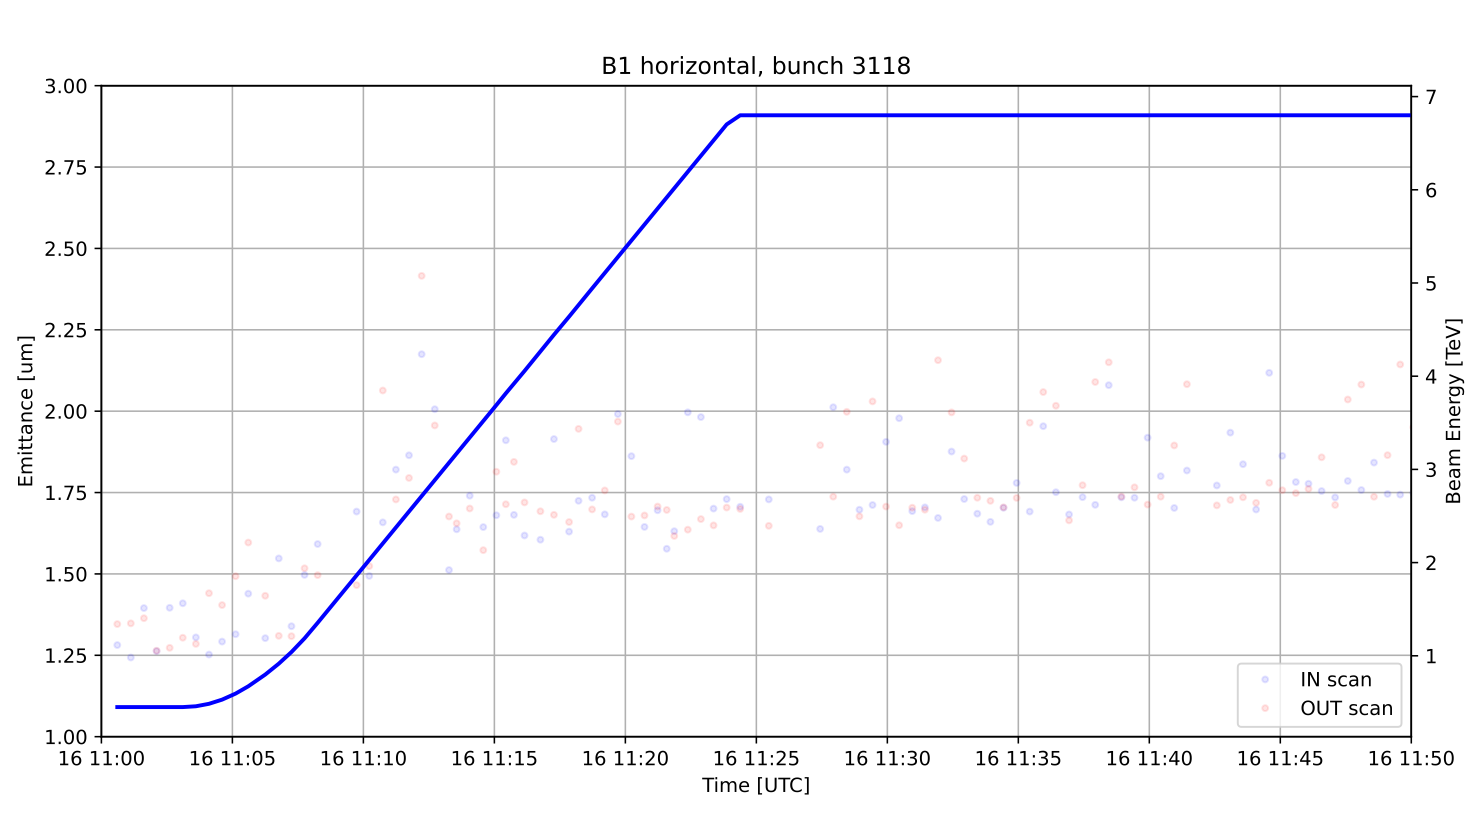 B1 horizontal, bunch 3118
3.00
2.75
2.50
2.25
2.00
1.75
1.50
1.25
1.00
Emittance [um]
7
6
5
4
3
2
1
Beam Energy [TeV]
IN scan
OUT scan
16 11:00 16 11:05 16 11:10 16 11:15 16 11:20 16 11:25 16 11:30 16 11:35 16 11:40 16 11:45 16 11:50
Time [UTC]